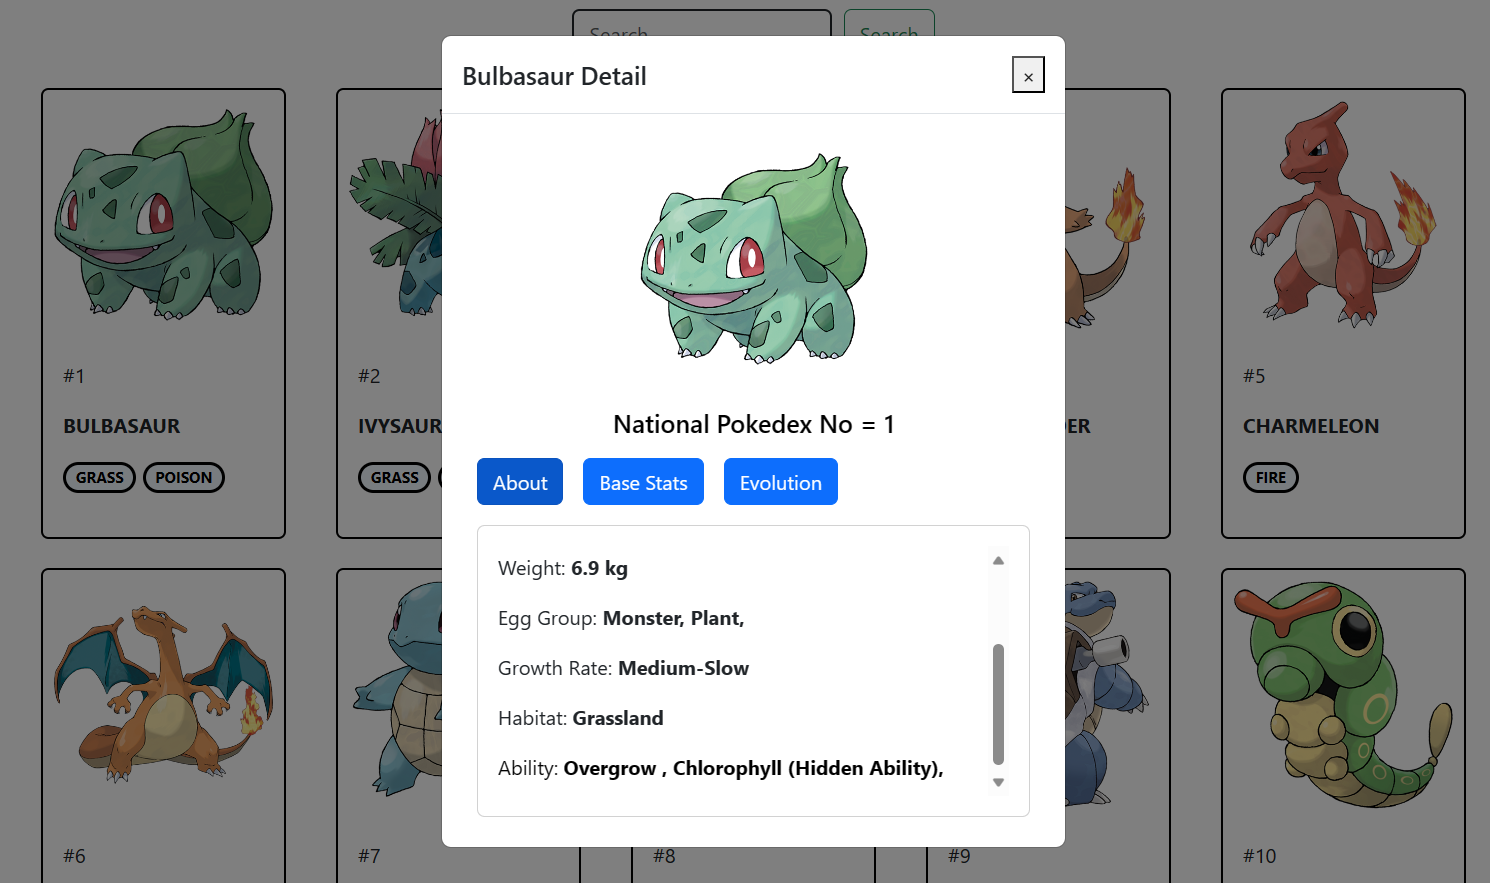 Search
Search
Bulbasaur Detail
×
National Pokedex No = 1
About
Base Stats
Evolution
Weight: 6.9 kg
Egg Group: Monster, Plant,
Growth Rate: Medium-Slow
Habitat: Grassland
Ability: Overgrow , Chlorophyll (Hidden Ability),
#1
BULBASAUR
GRASS POISON
#2
IVYSAUR
GRASS
DER
#5
CHARMELEON
FIRE
#6
#7
#8
#9
#10